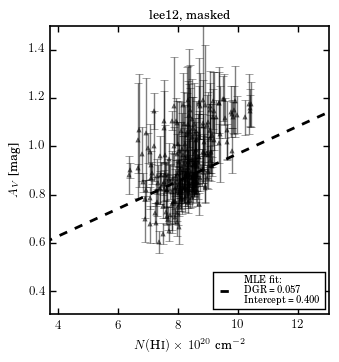 lee12, masked
1.4
1.2
1.0
0.8
0.6
0.4
A_V [mag]
4 6 8 10 12
N(HI) × 10^20 cm^−2
MLE fit:
DGR = 0.057
Intercept = 0.400